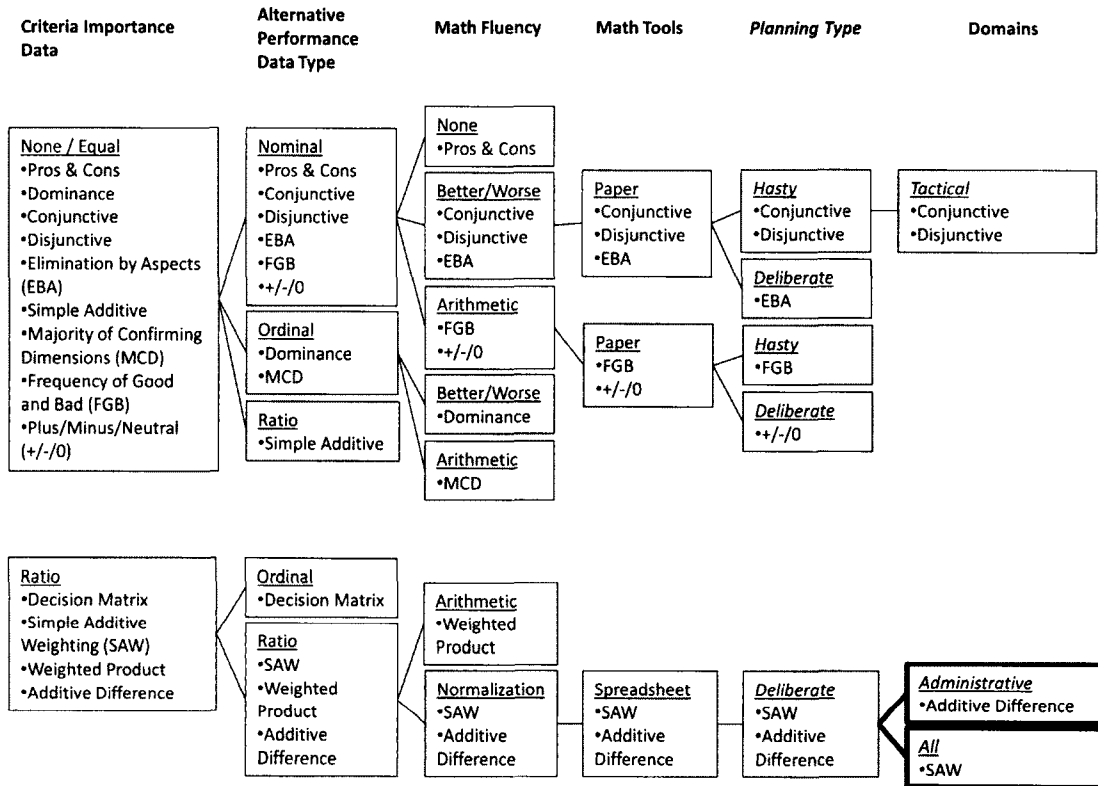 Criteria Importance
Data
Alternative
Performance
Data Type
Math Fluency
Math Tools
Planning Type
Domains
None / Equal
•Pros & Cons
•Dominance
•Conjunctive
•Disjunctive
•Elimination by Aspects
(EBA)
•Simple Additive
•Majority of Confirming
Dimensions (MCD)
•Frequency of Good
and Bad (FGB)
•Plus/Minus/Neutral
(+/-/0)
Nominal
•Pros & Cons
•Conjunctive
•Disjunctive
•EBA
•FGB
•+/-/0
Ordinal
•Dominance
•MCD
Ratio
•Simple Additive
None
•Pros & Cons
Better/Worse
•Conjunctive
•Disjunctive
•EBA
Arithmetic
•FGB
•+/-/0
Better/Worse
•Dominance
Arithmetic
•MCD
Paper
•Conjunctive
•Disjunctive
•EBA
Paper
•FGB
•+/-/0
Hasty
•Conjunctive
•Disjunctive
Deliberate
•EBA
Hasty
•FGB
Deliberate
•+/-/0
Tactical
•Conjunctive
•Disjunctive
Ratio
•Decision Matrix
•Simple Additive
Weighting (SAW)
•Weighted Product
•Additive Difference
Ordinal
•Decision Matrix
Ratio
•SAW
•Weighted
Product
•Additive
Difference
Arithmetic
•Weighted
Product
Normalization
•SAW
•Additive
Difference
Spreadsheet
•SAW
•Additive
Difference
Deliberate
•SAW
•Additive
Difference
Administrative
•Additive Difference
All
•SAW